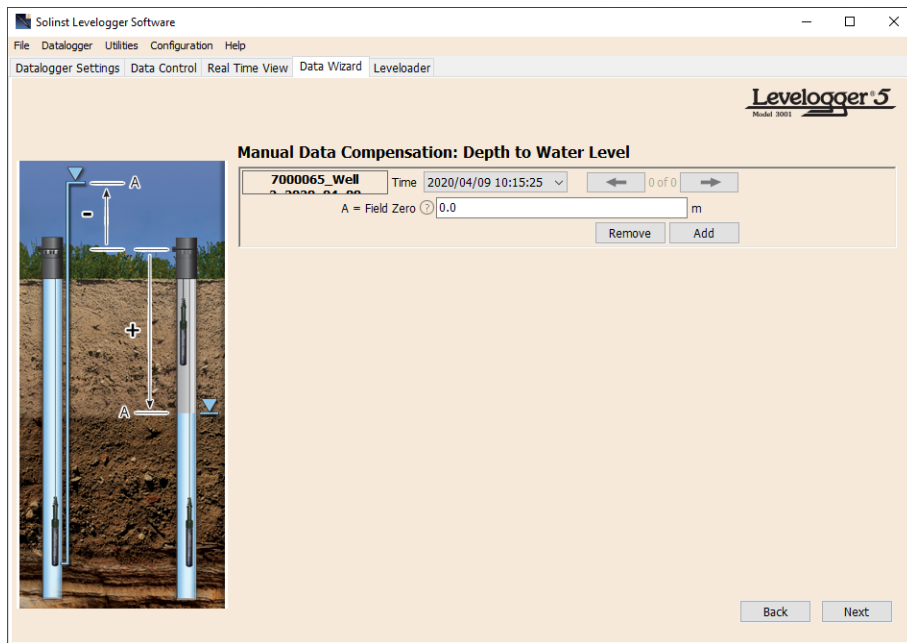 Solinst Levelogger Software
File Datalogger Utilities Configuration Help
Datalogger Settings Data Control Real Time View Data Wizard Leveloader
Levelogger® 5
Model 3001
Manual Data Compensation: Depth to Water Level
7000065_Well Time 2020/04/09 10:15:25 0 of 0
A = Field Zero ? 0.0 m
Remove Add
A
-
+
A
Back Next